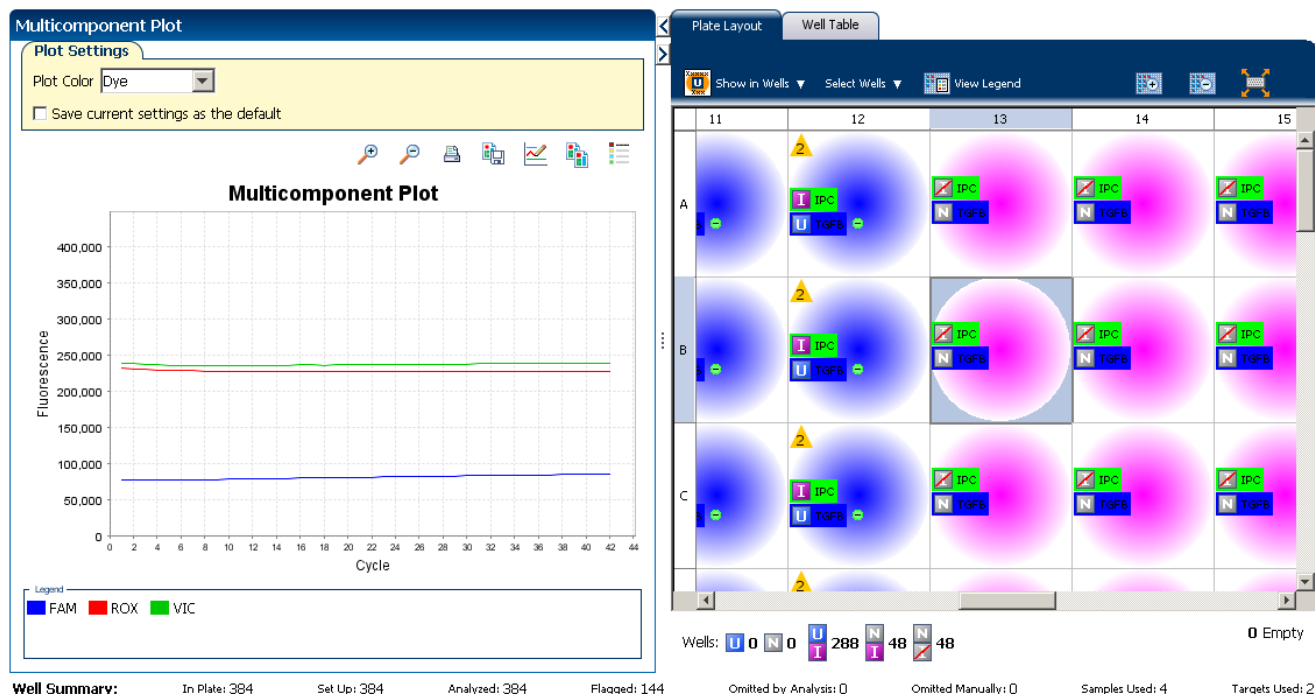 Multicomponent Plot
Plot Settings
Plot Color Dye
Save current settings as the default
Multicomponent Plot
400,000
350,000
300,000
250,000
200,000
150,000
100,000
50,000
0
Fluorescence
0 2 4 6 8 10 12 14 16 18 20 22 24 26 28 30 32 34 36 38 40 42 44
Cycle
Legend
FAM ROX VIC
Plate Layout Well Table
Show in Wells ▼ Select Wells ▼ View Legend
11 12 13 14 15
A
2
I IPC I IPC I IPC I IPC
B U TGFB N TGFB N TGFB N TGFB
B
2
I IPC I IPC I IPC I IPC
B U TGFB N TGFB N TGFB N TGFB
C
2
I IPC I IPC I IPC I IPC
B U TGFB N TGFB N TGFB N TGFB
2
Wells: U 0 N 0 U I 288 N I 48 N I 48 0 Empty
Well Summary: In Plate: 384 Set Up: 384 Analyzed: 384 Flagged: 144 Omitted by Analysis: 0 Omitted Manually: 0 Samples Used: 4 Targets Used: 2